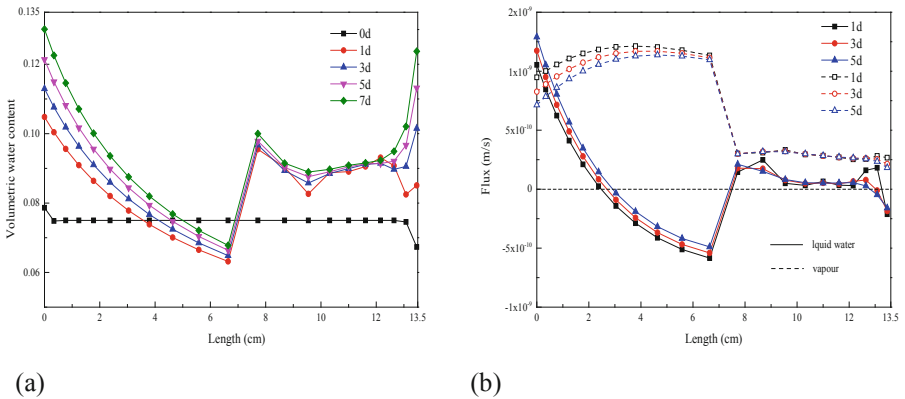 0.135
0.12
0.10
0.08
0.06
Volumetric water content
0d
1d
3d
5d
7d
0 2 4 6 8 10 12 13.5
Length (cm)
(a)
2x10⁻⁹
1x10⁻⁹
5x10⁻¹⁰
0
-5x10⁻¹⁰
-1x10⁻⁹
Flux (m/s)
1d
3d
5d
1d
3d
5d
lquid water
vapour
0 2 4 6 8 10 12 13.5
Length (cm)
(b)